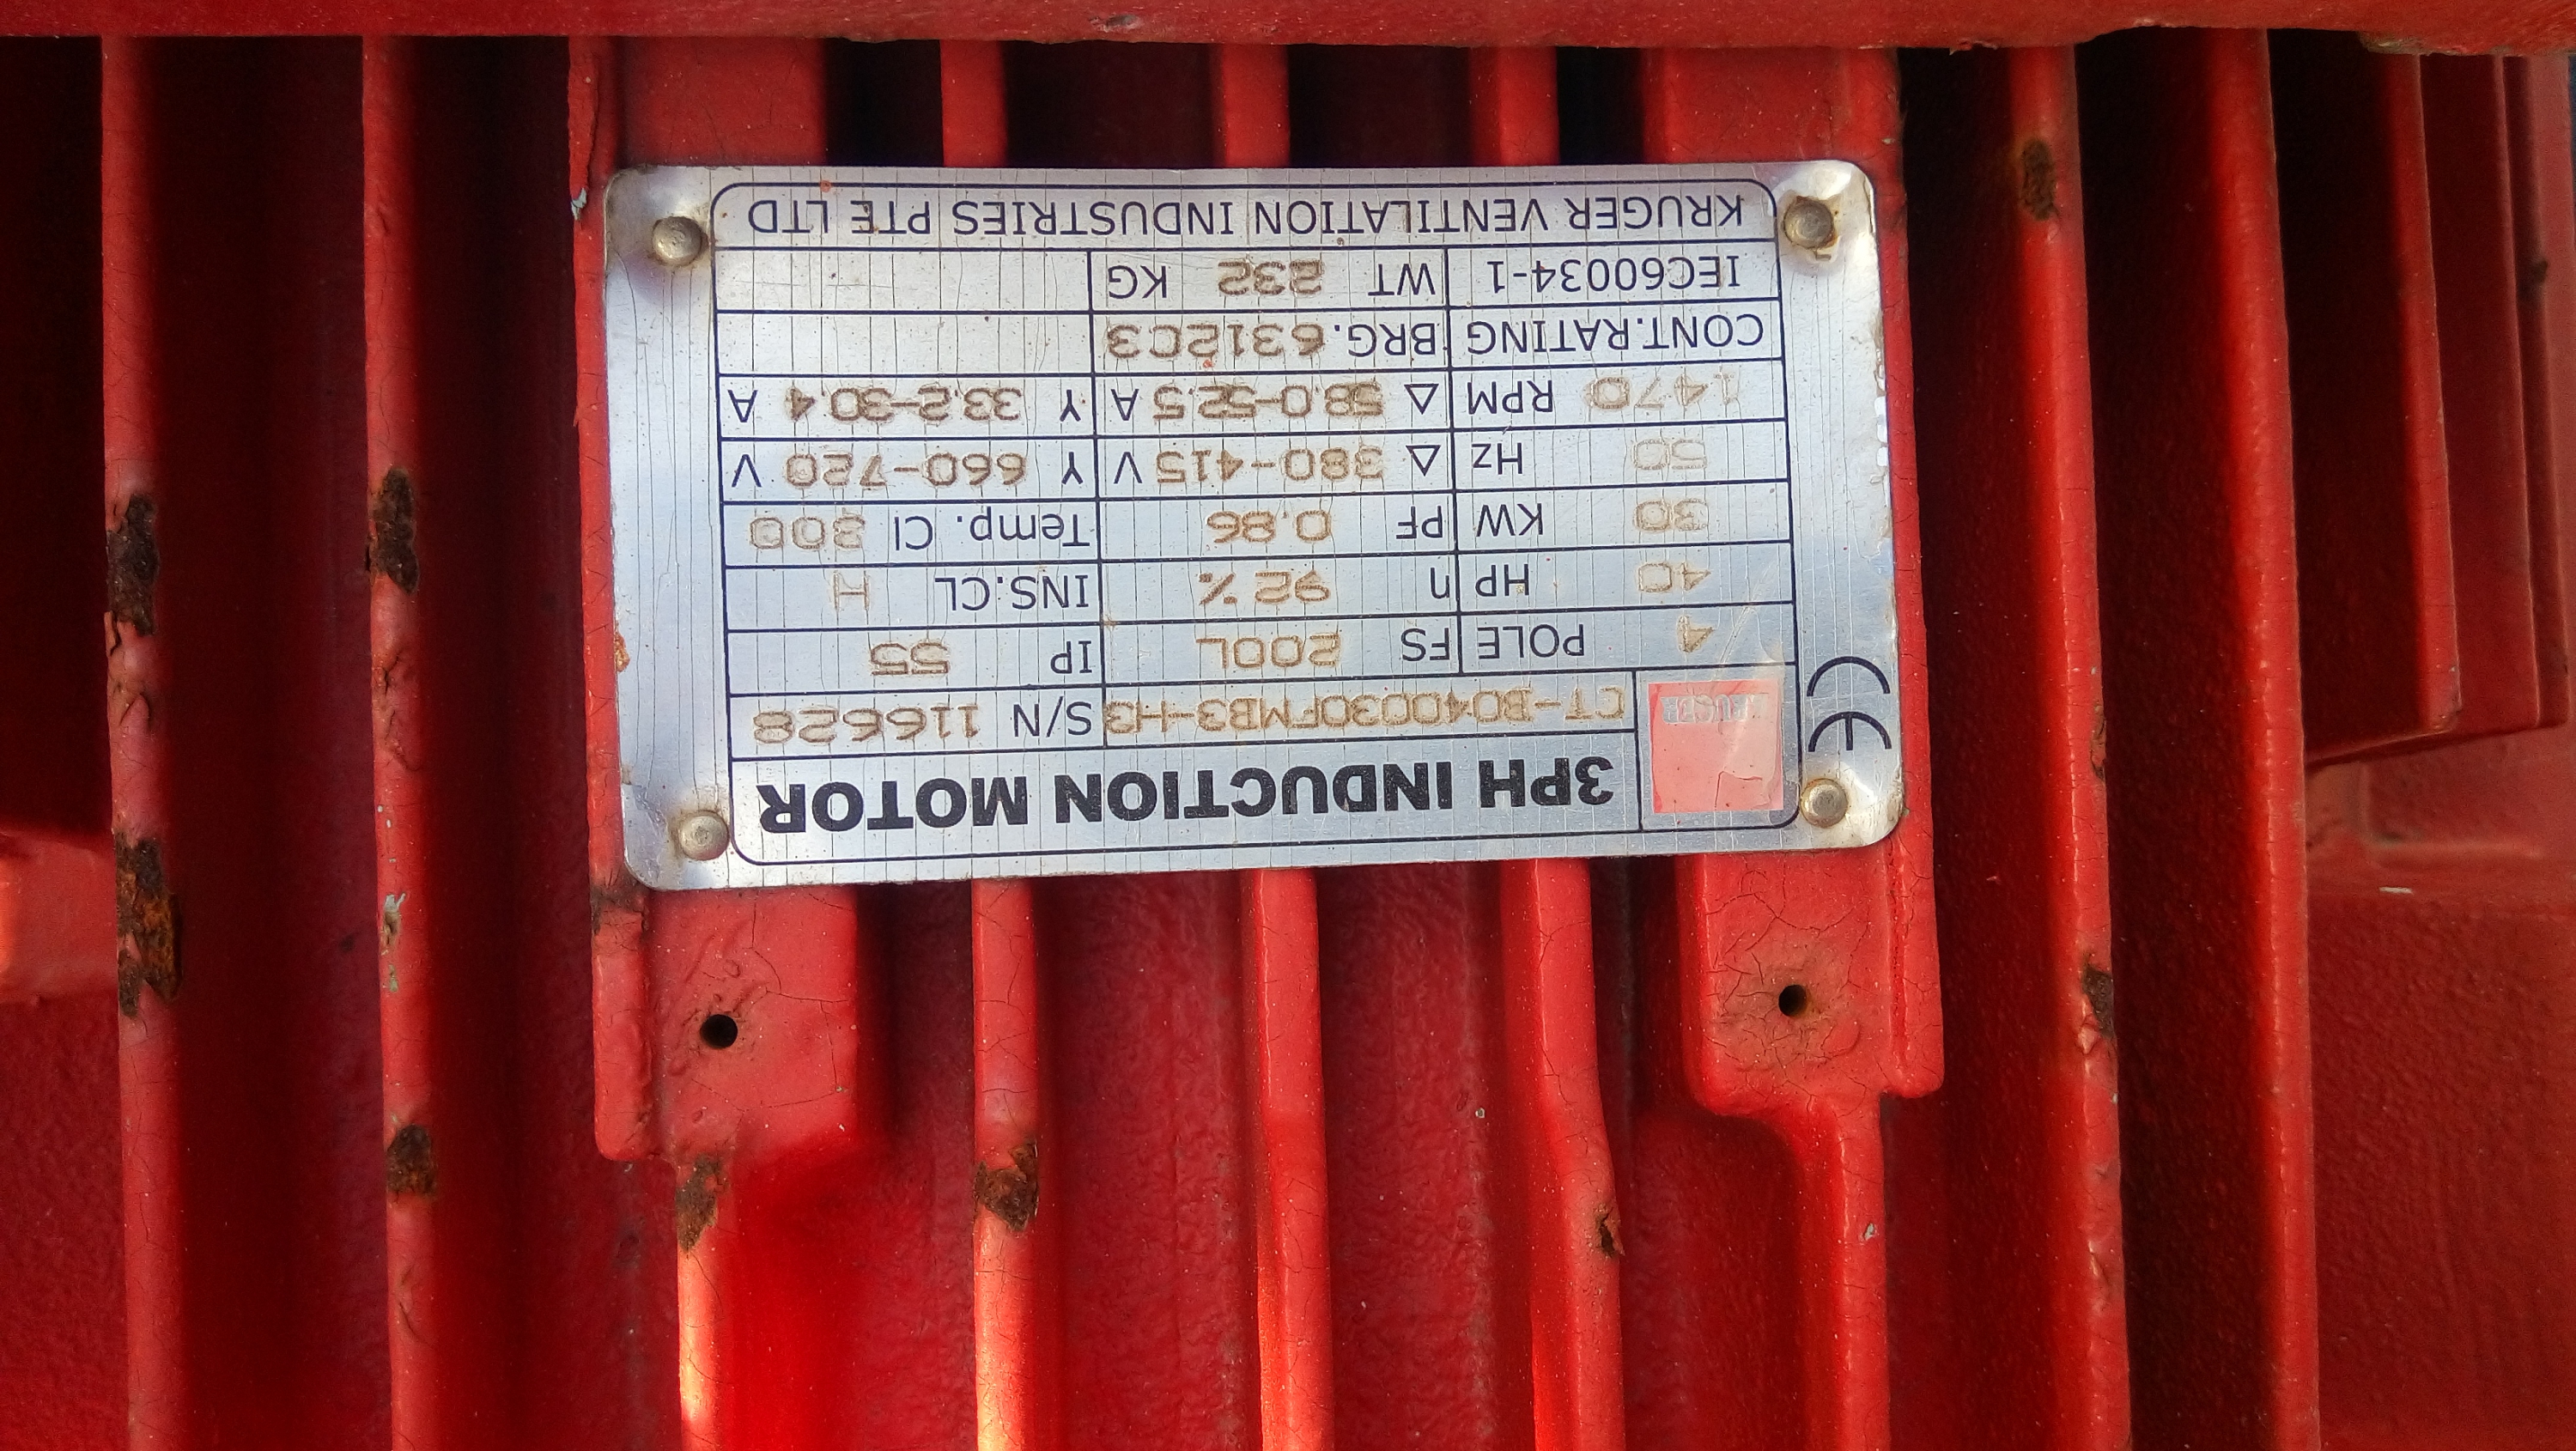 3PH INDUCTION MOTOR
CT-B040030FMB3-H3 S/N 116628
4 POLE FS 200L IP 55
40 HP n 92 % INS.CL H
30 KW PF 0.86 Temp. Cl 300
50 Hz △ 380-415 V Y 660-720 V
1470 RPM △ 58.0-52.5 A Y 33.2-30.4 A
CONT.RATING BRG. 6312C3
IEC60034-1 WT 232 KG
KRUGER VENTILATION INDUSTRIES PTE LTD
CE